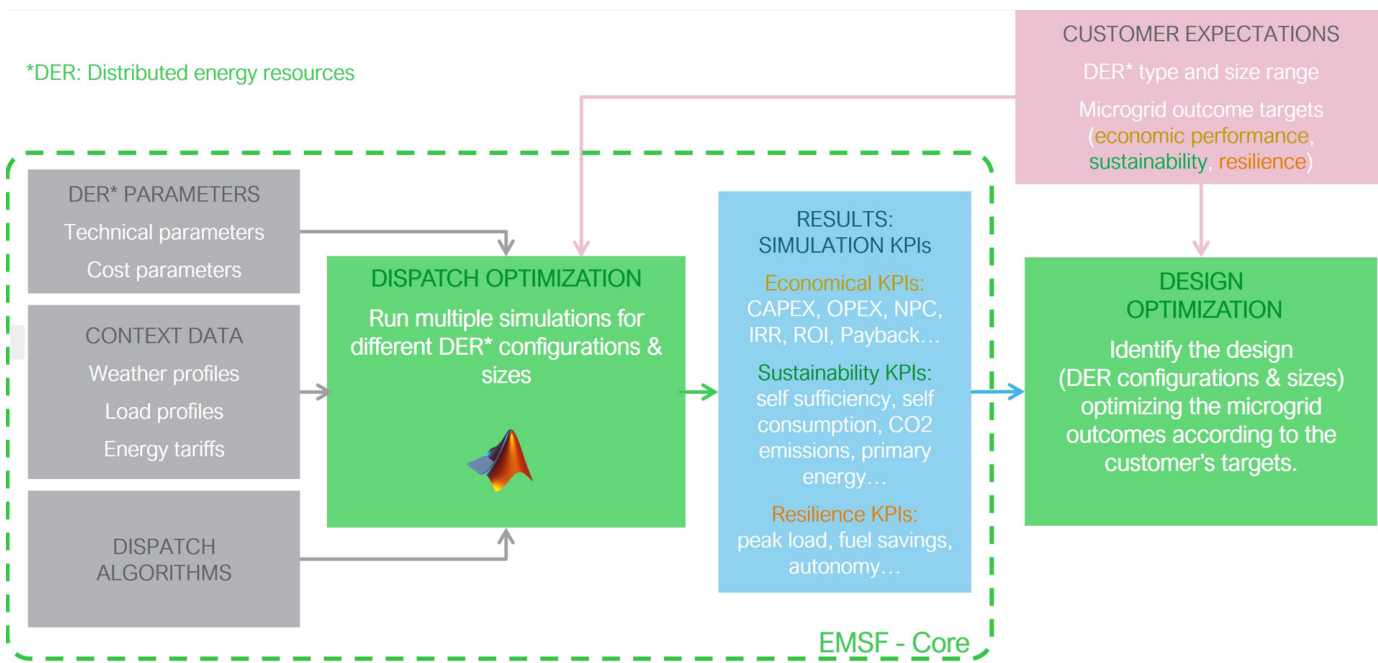 *DER: Distributed energy resources
CUSTOMER EXPECTATIONS
DER* type and size range
Microgrid outcome targets
(economic performance,
sustainability, resilience)
DER* PARAMETERS
Technical parameters
Cost parameters
CONTEXT DATA
Weather profiles
Load profiles
Energy tariffs
DISPATCH
ALGORITHMS
DISPATCH OPTIMIZATION
Run multiple simulations for
different DER* configurations &
sizes
RESULTS:
SIMULATION KPIs
Economical KPIs:
CAPEX, OPEX, NPC,
IRR, ROI, Payback…
Sustainability KPIs:
self sufficiency, self
consumption, CO2
emissions, primary
energy…
Resilience KPIs:
peak load, fuel savings,
autonomy…
DESIGN
OPTIMIZATION
Identify the design
(DER configurations & sizes)
optimizing the microgrid
outcomes according to the
customer's targets.
EMSF - Core